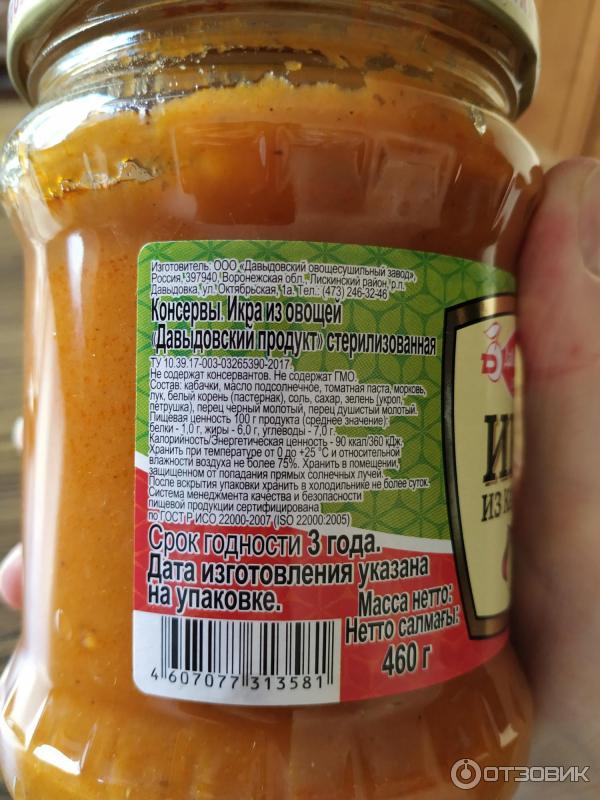 Изготовитель: ООО «Давыдовский овощесушильный завод»,
Россия, 397940, Воронежская обл., Лискинский район, р.п.
Давыдовка, ул. Октябрьская, 1а. Тел.: (473) 246-32-46
Консервы. Икра из овощей
«Давыдовский продукт» стерилизованная
ТУ 10.39.17-003-03265390-2017.
Не содержат консервантов. Не содержат ГМО.
Состав: кабачки, масло подсолнечное, томатная паста, морковь,
лук, белый корень (пастернак), соль, сахар, зелень (укроп,
петрушка), перец черный молотый, перец душистый молотый.
Пищевая ценность 100 г продукта (среднее значение):
белки - 1,0 г, жиры - 6,0 г, углеводы - 7,0 г.
Калорийность/Энергетическая ценность - 90 ккал/360 кДж.
Хранить при температуре от 0 до +25 °С и относительной
влажности воздуха не более 75%. Хранить в помещении,
защищенном от попадания прямых солнечных лучей.
После вскрытия упаковки хранить в холодильнике не более суток.
Система менеджмента качества и безопасности
пищевой продукции сертифицирована
по ГОСТ Р ИСО 22000-2007 (ISO 22000:2005)
Срок годности 3 года.
Дата изготовления указана
на упаковке.
Масса нетто:
Нетто салмағы:
460 г
4 607077 313581
ИЗ
ОТЗОВИК